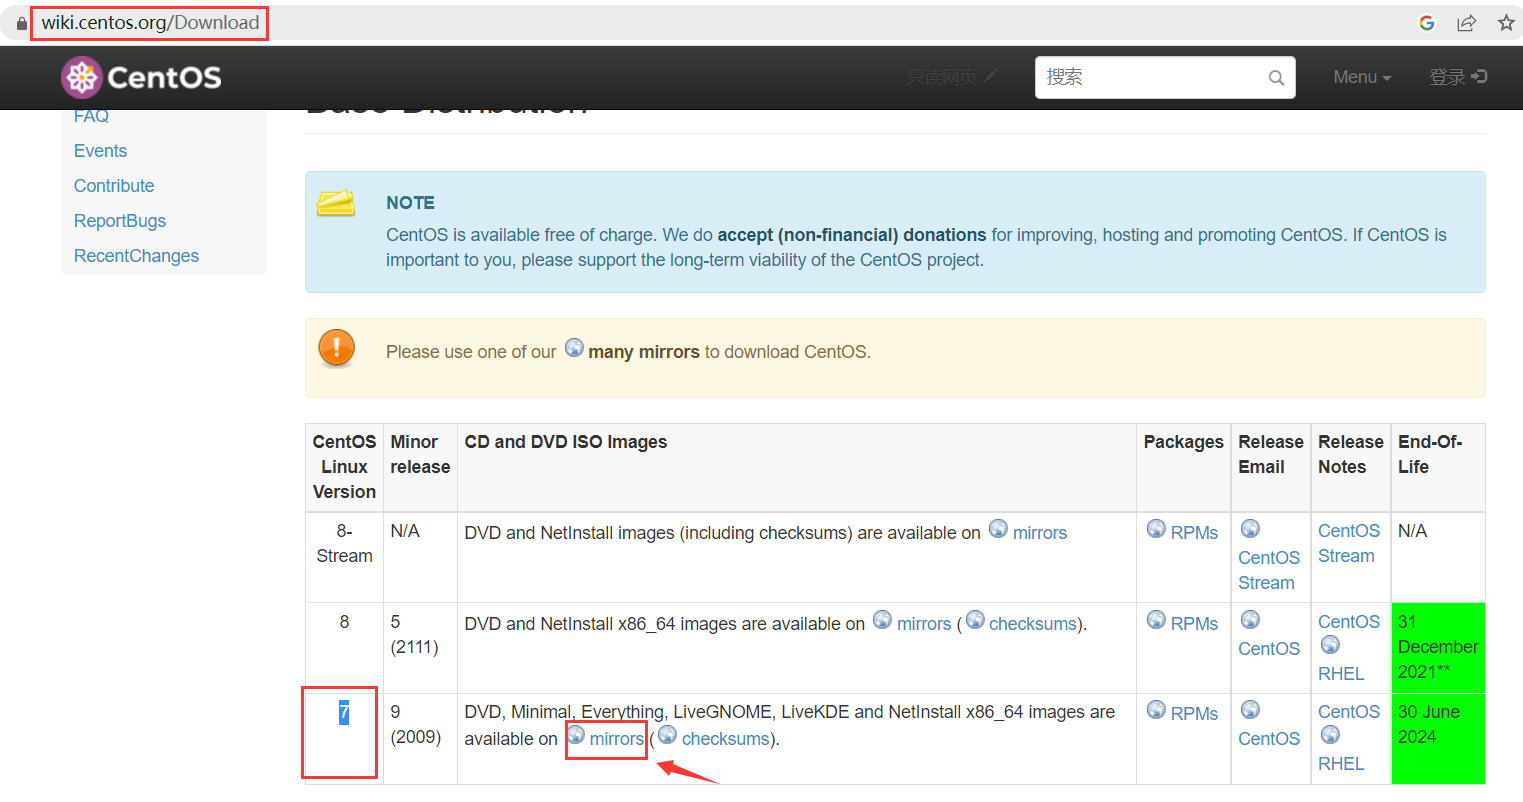 wiki.centos.org/Download
CentOS
只读网页
搜索
Menu
登录
Base Distribution
FAQ
Events
Contribute
ReportBugs
RecentChanges
NOTE
CentOS is available free of charge. We do accept (non-financial) donations for improving, hosting and promoting CentOS. If CentOS is
important to you, please support the long-term viability of the CentOS project.
Please use one of our many mirrors to download CentOS.
CentOS
Linux
Version
Minor
release
CD and DVD ISO Images
Packages
Release
Email
Release
Notes
End-Of-
Life
8-
Stream
N/A
DVD and NetInstall images (including checksums) are available on mirrors
RPMs
CentOS
Stream
CentOS
Stream
N/A
8
5
(2111)
DVD and NetInstall x86_64 images are available on mirrors ( checksums).
RPMs
CentOS
CentOS
RHEL
31
December
2021**
7
9
(2009)
DVD, Minimal, Everything, LiveGNOME, LiveKDE and NetInstall x86_64 images are
available on mirrors ( checksums).
RPMs
CentOS
CentOS
RHEL
30 June
2024